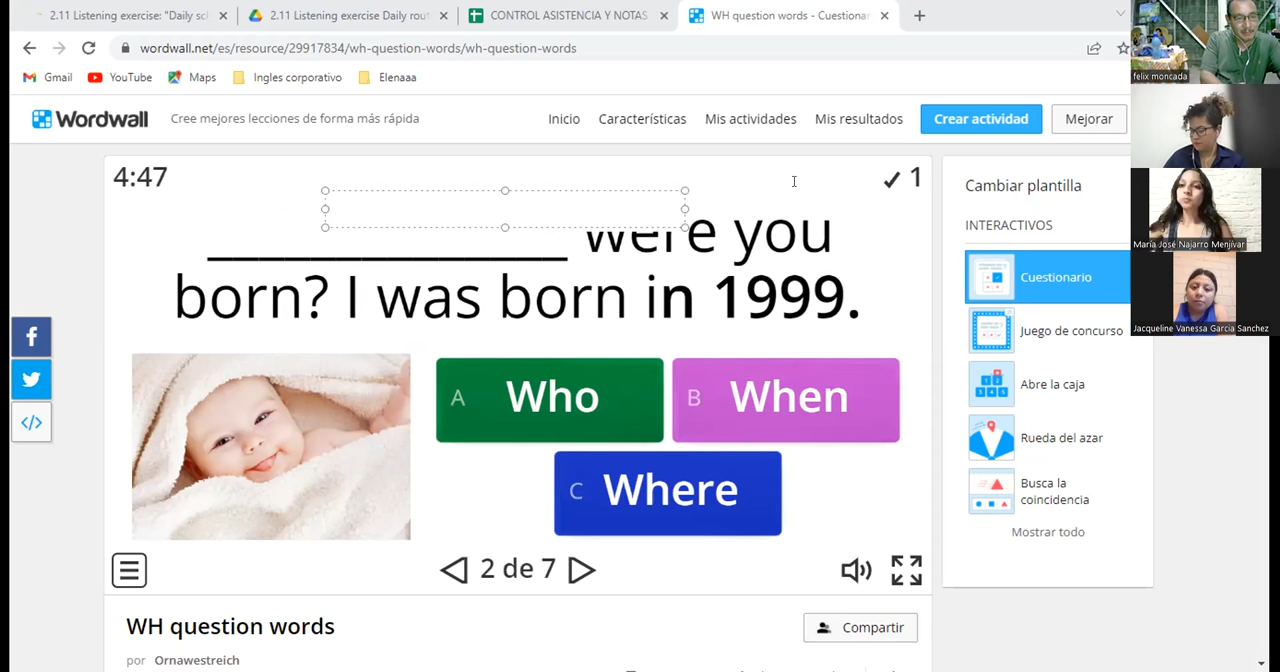 2.11 Listening exercise: "Daily sc
2.11 Listening exercise Daily rout
CONTROL ASISTENCIA Y NOTAS
WH question words - Cuestionar
wordwall.net/es/resource/29917834/wh-question-words/wh-question-words
Gmail
YouTube
Maps
Ingles corporativo
Elenaaa
felix moncada
Wordwall
Cree mejores lecciones de forma más rápida
Inicio
Características
Mis actividades
Mis resultados
Crear actividad
Mejorar
4:47
1
______________ were you
born? I was born in 1999.
A Who
B When
C Where
2 de 7
Cambiar plantilla
INTERACTIVOS
Cuestionario
Juego de concurso
Abre la caja
Rueda del azar
Busca la
coincidencia
Mostrar todo
María José Najarro Menjívar
Jacqueline Vanessa Garcia Sanchez
WH question words
Compartir
por Ornawestreich